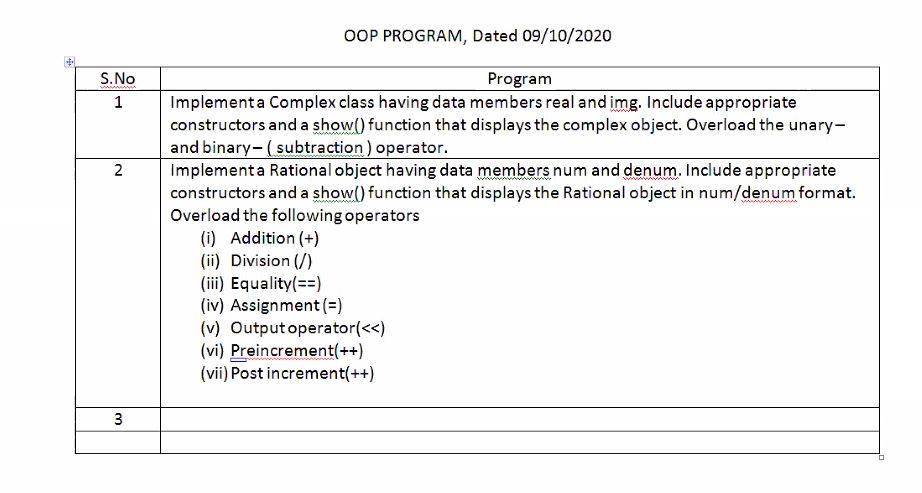 OOP PROGRAM, Dated 09/10/2020
S.No Program
1 Implement a Complex class having data members real and img. Include appropriate
constructors and a show() function that displays the complex object. Overload the unary –
and binary – ( subtraction ) operator.
2 Implement a Rational object having data members num and denum. Include appropriate
constructors and a show() function that displays the Rational object in num/denum format.
Overload the following operators
(i) Addition (+)
(ii) Division (/)
(iii) Equality(==)
(iv) Assignment (=)
(v) Output operator(<<)
(vi) Preincrement(++)
(vii) Post increment(++)
3